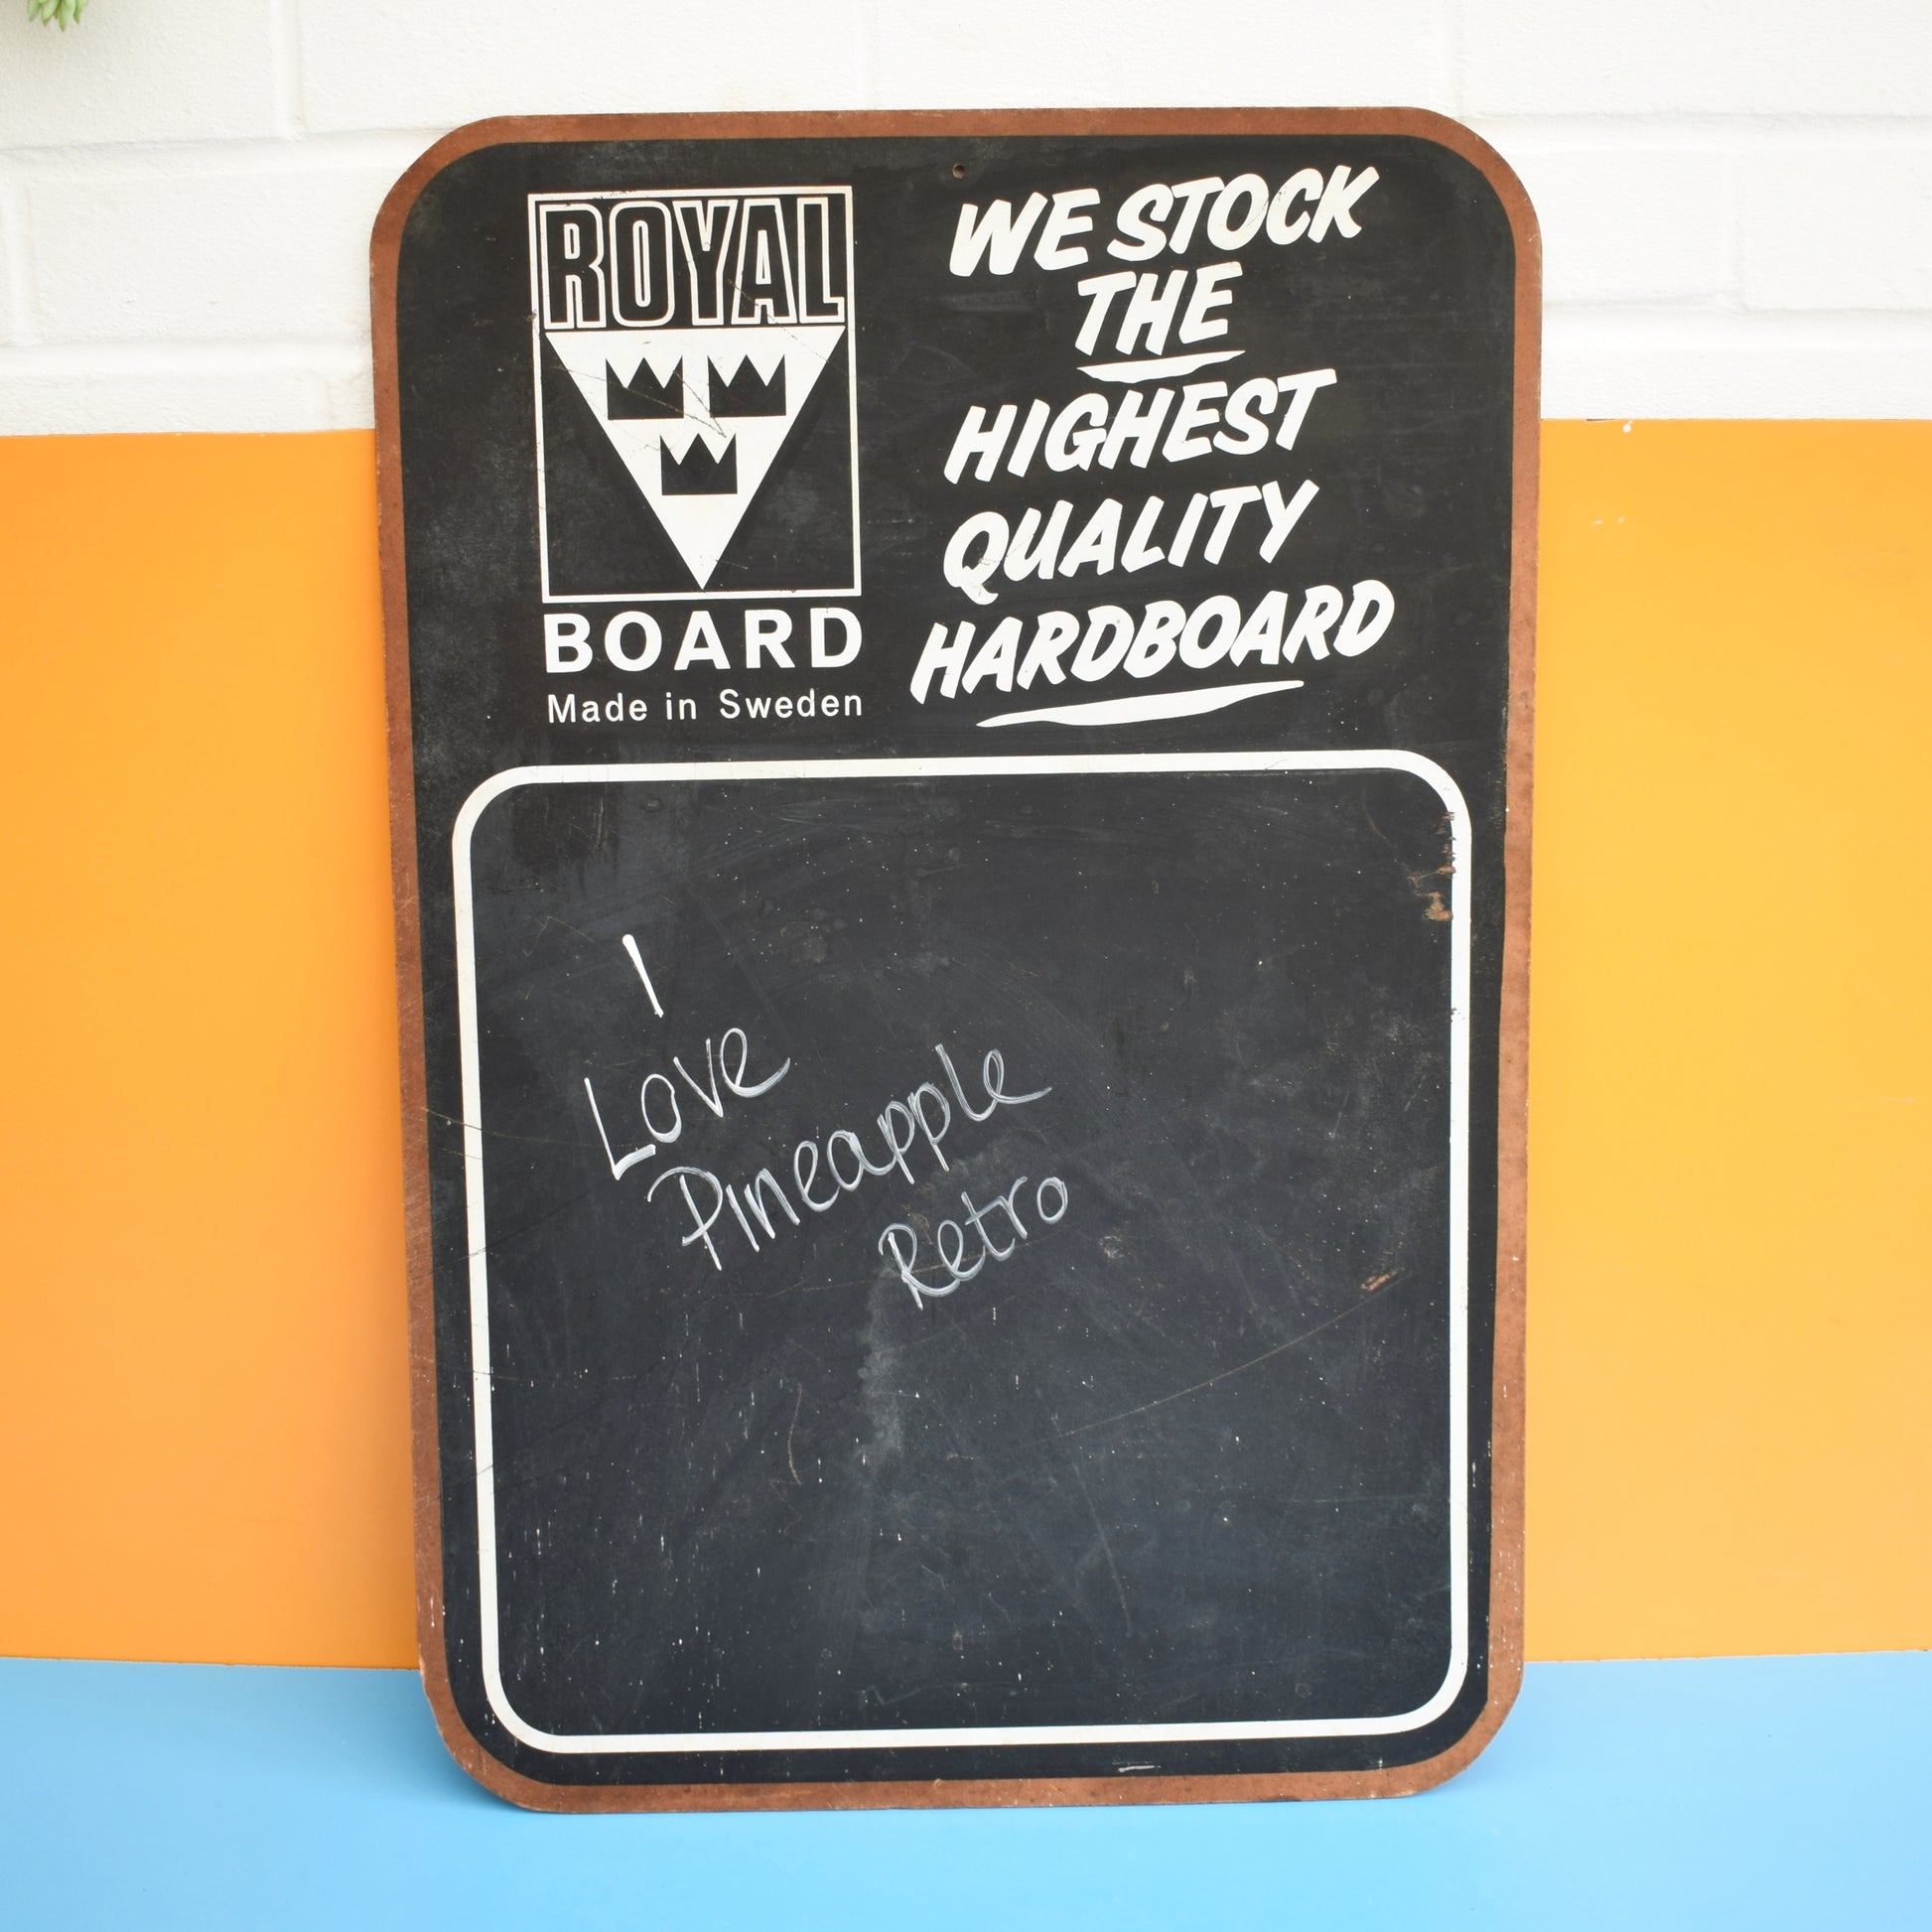 ROYAL
BOARD
Made in Sweden
WE STOCK
THE
HIGHEST
QUALITY
HARDBOARD
I
Love
Pineapple
Retro